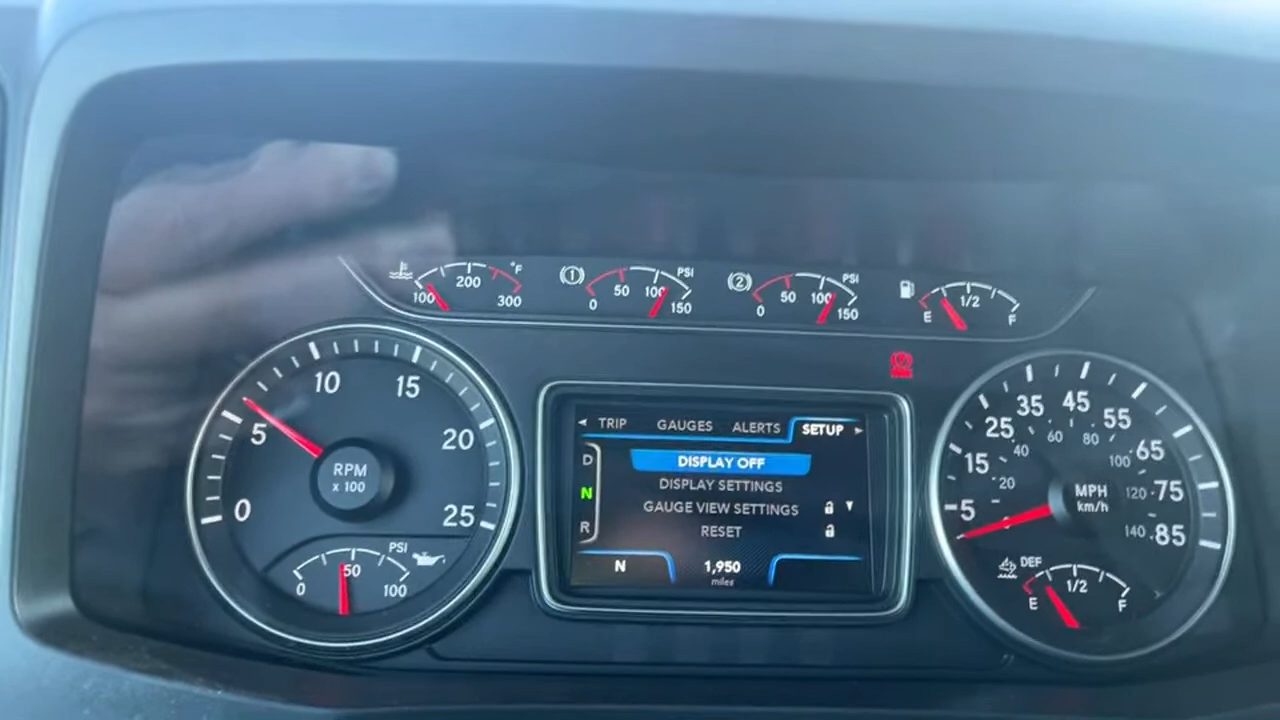 °F
100 200 300
1
PSI
0 50 100 150
2
PSI
0 50 100 150
E 1/2 F
0 5 10 15 20 25
RPM
x 100
PSI
0 50 100
TRIP GAUGES ALERTS SETUP
D
N
R
DISPLAY OFF
DISPLAY SETTINGS
GAUGE VIEW SETTINGS
RESET
N
1,950
miles
5 15 25 35 45 55 65 75 85
20 40 60 80 100 120 140
MPH
km/h
DEF
E 1/2 F